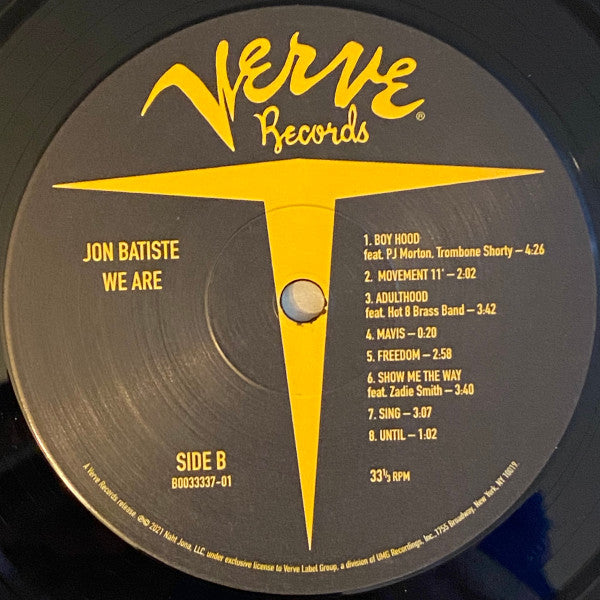 Verve
Records
®
JON BATISTE
WE ARE
1. BOY HOOD
feat. PJ Morton, Trombone Shorty – 4:26
2. MOVEMENT 11' – 2:02
3. ADULTHOOD
feat. Hot 8 Brass Band – 3:42
4. MAVIS – 0:20
5. FREEDOM – 2:58
6. SHOW ME THE WAY
feat. Zadie Smith – 3:40
7. SING – 3:07
8. UNTIL – 1:02
SIDE B
B0033337-01
33⅓ RPM
A Verve Records release. ℗© 2021 Naht Jona, LLC, under exclusive license to Verve Label Group, a division of UMG Recordings, Inc., 1755 Broadway, New York, NY 10019.